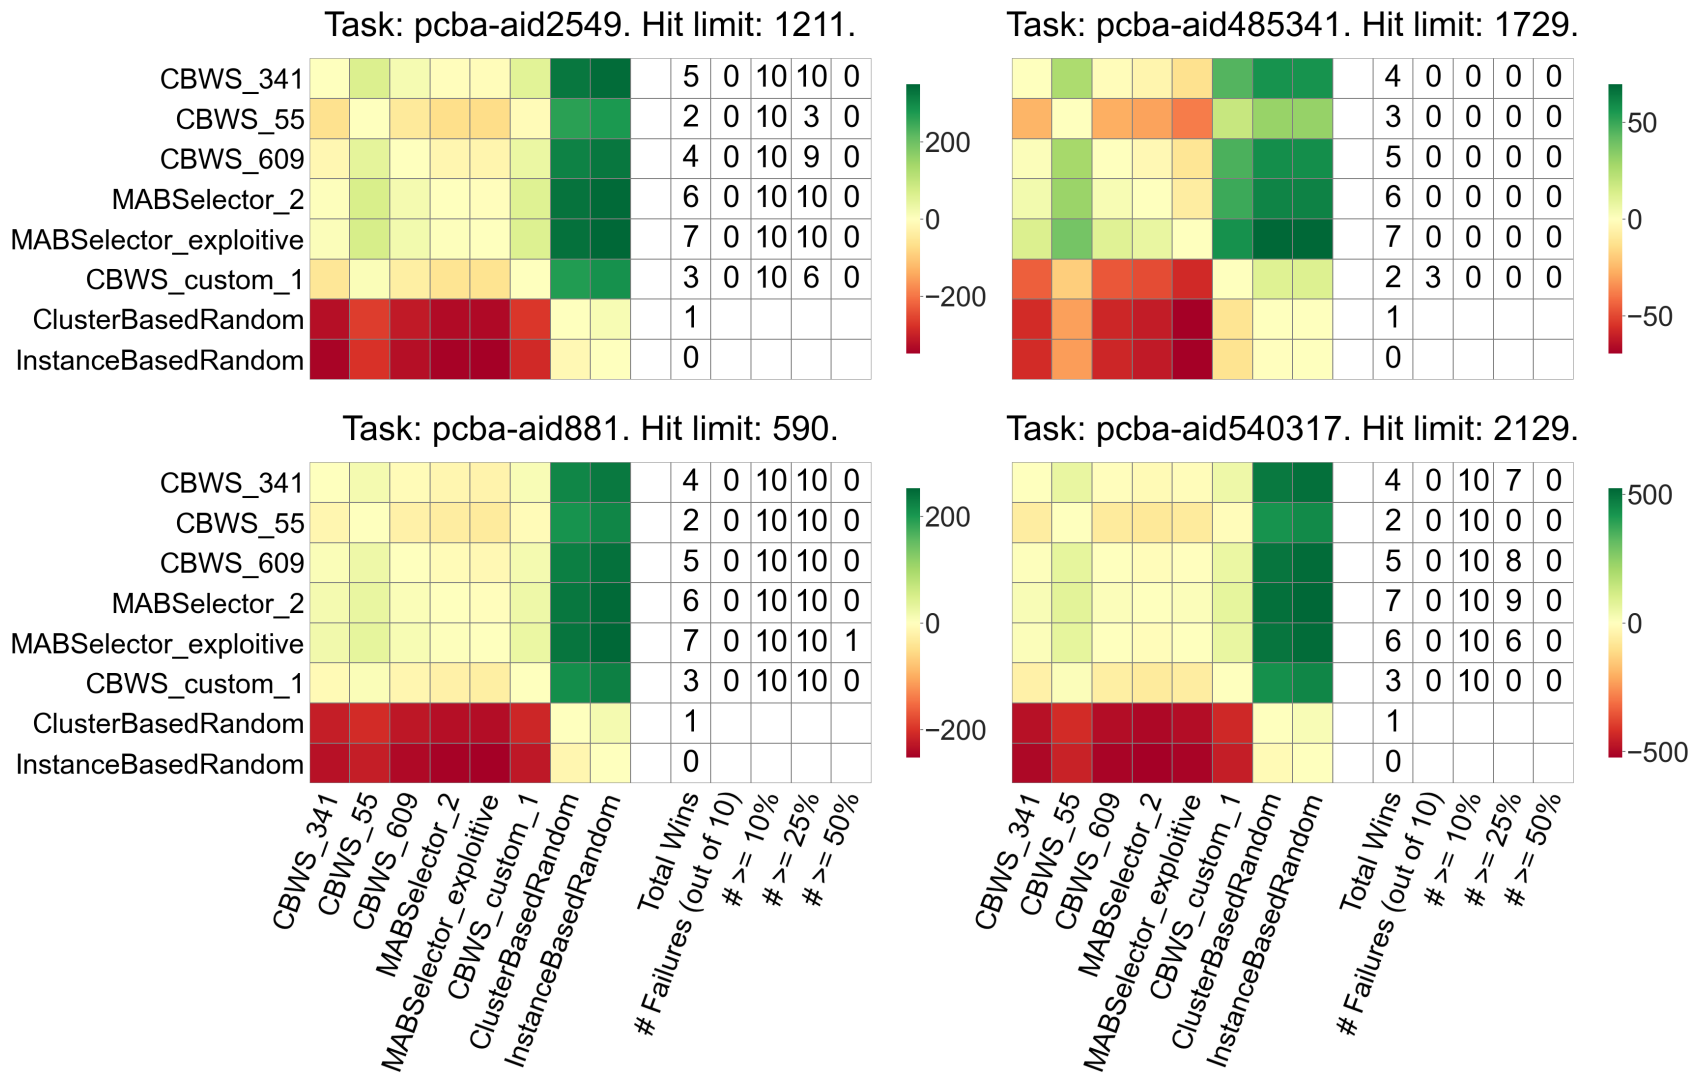 Task: pcba-aid2549. Hit limit: 1211.
CBWS_341 5 0 10 10 0
CBWS_55 2 0 10 3 0
CBWS_609 4 0 10 9 0
MABSelector_2 6 0 10 10 0
MABSelector_exploitive 7 0 10 10 0
CBWS_custom_1 3 0 10 6 0
ClusterBasedRandom 1
InstanceBasedRandom 0
200
0
−200
Task: pcba-aid485341. Hit limit: 1729.
4 0 0 0 0
3 0 0 0 0
5 0 0 0 0
6 0 0 0 0
7 0 0 0 0
2 3 0 0 0
1
0
50
0
−50
Task: pcba-aid881. Hit limit: 590.
CBWS_341 4 0 10 10 0
CBWS_55 2 0 10 10 0
CBWS_609 5 0 10 10 0
MABSelector_2 6 0 10 10 0
MABSelector_exploitive 7 0 10 10 1
CBWS_custom_1 3 0 10 10 0
ClusterBasedRandom 1
InstanceBasedRandom 0
200
0
−200
CBWS_341
CBWS_55
CBWS_609
MABSelector_2
MABSelector_exploitive
CBWS_custom_1
ClusterBasedRandom
InstanceBasedRandom
Total Wins
# Failures (out of 10)
# >= 10%
# >= 25%
# >= 50%
Task: pcba-aid540317. Hit limit: 2129.
4 0 10 7 0
2 0 10 0 0
5 0 10 8 0
7 0 10 9 0
6 0 10 6 0
3 0 10 0 0
1
0
500
0
−500
CBWS_341
CBWS_55
CBWS_609
MABSelector_2
MABSelector_exploitive
CBWS_custom_1
ClusterBasedRandom
InstanceBasedRandom
Total Wins
# Failures (out of 10)
# >= 10%
# >= 25%
# >= 50%